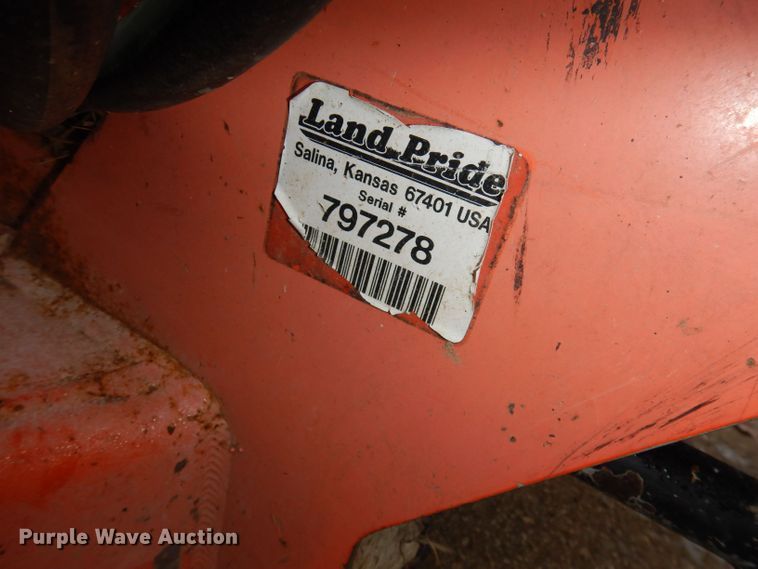 Land Pride
Salina, Kansas 67401 USA
Serial #
797278
Purple Wave Auction